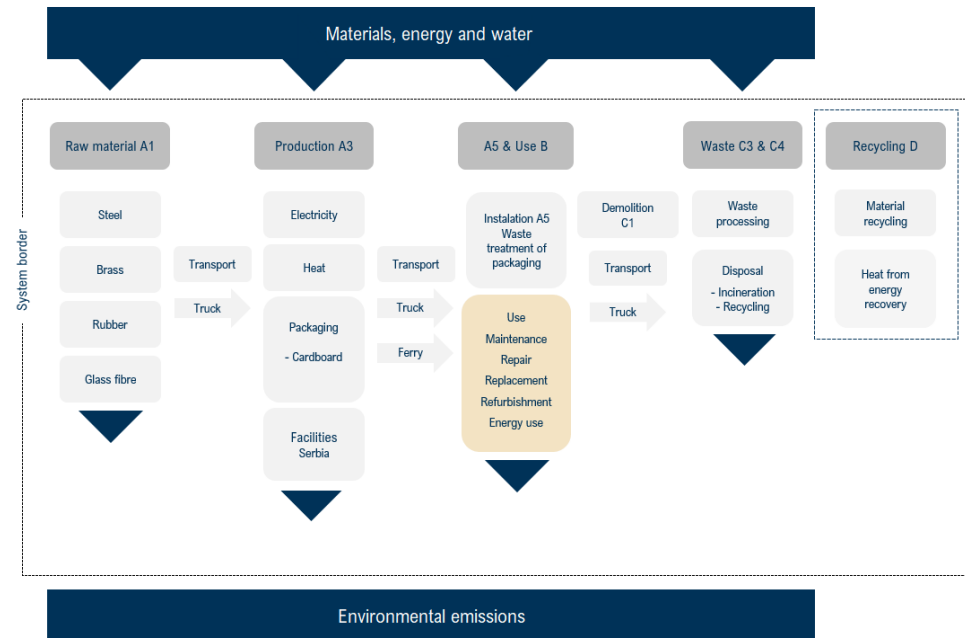 Materials, energy and water
System border
Raw material A1
Steel
Brass
Rubber
Glass fibre
Transport
Truck
Production A3
Electricity
Heat
Packaging
- Cardboard
Facilities
Serbia
Transport
Truck
Ferry
A5 & Use B
Instalation A5
Waste
treatment of
packaging
Use
Maintenance
Repair
Replacement
Refurbishment
Energy use
Demolition
C1
Transport
Truck
Waste C3 & C4
Waste
processing
Disposal
- Incineration
- Recycling
Recycling D
Material
recycling
Heat from
energy
recovery
Environmental emissions